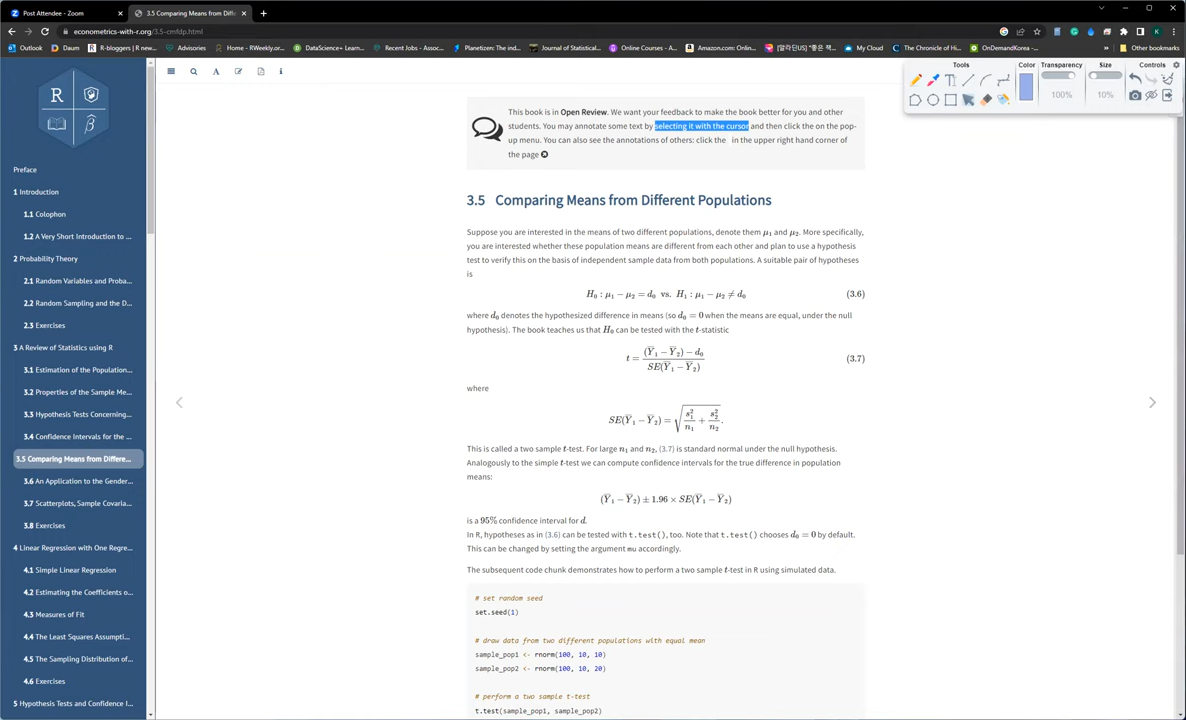 Post Attendee - Zoom
3.5 Comparing Means from Differ
econometrics-with-r.org/3.5-cmfdp.html
Outlook
Daum
R-bloggers | R new...
Advisories
Home - RWeekly.or...
DataScience+ Learn...
Recent Jobs - Assoc...
Planetizen: The ind...
Journal of Statistical...
Online Courses - A...
Amazon.com: Onlin...
[알라딘US] "좋은 책...
My Cloud
The Chronicle of Hi...
OnDemandKorea -
»
Other bookmarks
Tools
Color
Transparency
Size
Controls
100%
10%
R
β
Preface
1 Introduction
1.1 Colophon
1.2 A Very Short Introduction to ...
2 Probability Theory
2.1 Random Variables and Proba...
2.2 Random Sampling and the D...
2.3 Exercises
3 A Review of Statistics using R
3.1 Estimation of the Population...
3.2 Properties of the Sample Me...
3.3 Hypothesis Tests Concerning...
3.4 Confidence Intervals for the ...
3.5 Comparing Means from Differe...
3.6 An Application to the Gender...
3.7 Scatterplots, Sample Covaria...
3.8 Exercises
4 Linear Regression with One Regre...
4.1 Simple Linear Regression
4.2 Estimating the Coefficients o...
4.3 Measures of Fit
4.4 The Least Squares Assumpti...
4.5 The Sampling Distribution of...
4.6 Exercises
5 Hypothesis Tests and Confidence I...
This book is in Open Review. We want your feedback to make the book better for you and other
students. You may annotate some text by selecting it with the cursor and then click the on the pop-
up menu. You can also see the annotations of others: click the in the upper right hand corner of
the page
3.5 Comparing Means from Different Populations
Suppose you are interested in the means of two different populations, denote them μ₁ and μ₂. More specifically,
you are interested whether these population means are different from each other and plan to use a hypothesis
test to verify this on the basis of independent sample data from both populations. A suitable pair of hypotheses
is
H₀ : μ₁ − μ₂ = d₀ vs. H₁ : μ₁ − μ₂ ≠ d₀ (3.6)
where d₀ denotes the hypothesized difference in means (so d₀ = 0 when the means are equal, under the null
hypothesis). The book teaches us that H₀ can be tested with the t-statistic
t = ((Y̅₁ − Y̅₂) − d₀) / SE(Y̅₁ − Y̅₂) (3.7)
where
SE(Y̅₁ − Y̅₂) = √(s₁²/n₁ + s₂²/n₂).
This is called a two sample t-test. For large n₁ and n₂, (3.7) is standard normal under the null hypothesis.
Analogously to the simple t-test we can compute confidence intervals for the true difference in population
means:
(Y̅₁ − Y̅₂) ± 1.96 × SE(Y̅₁ − Y̅₂)
is a 95% confidence interval for d.
In R, hypotheses as in (3.6) can be tested with t.test(), too. Note that t.test() chooses d₀ = 0 by default.
This can be changed by setting the argument mu accordingly.
The subsequent code chunk demonstrates how to perform a two sample t-test in R using simulated data.
# set random seed
set.seed(1)
# draw data from two different populations with equal mean
sample_pop1 <- rnorm(100, 10, 10)
sample_pop2 <- rnorm(100, 10, 20)
# perform a two sample t-test
t.test(sample_pop1, sample_pop2)